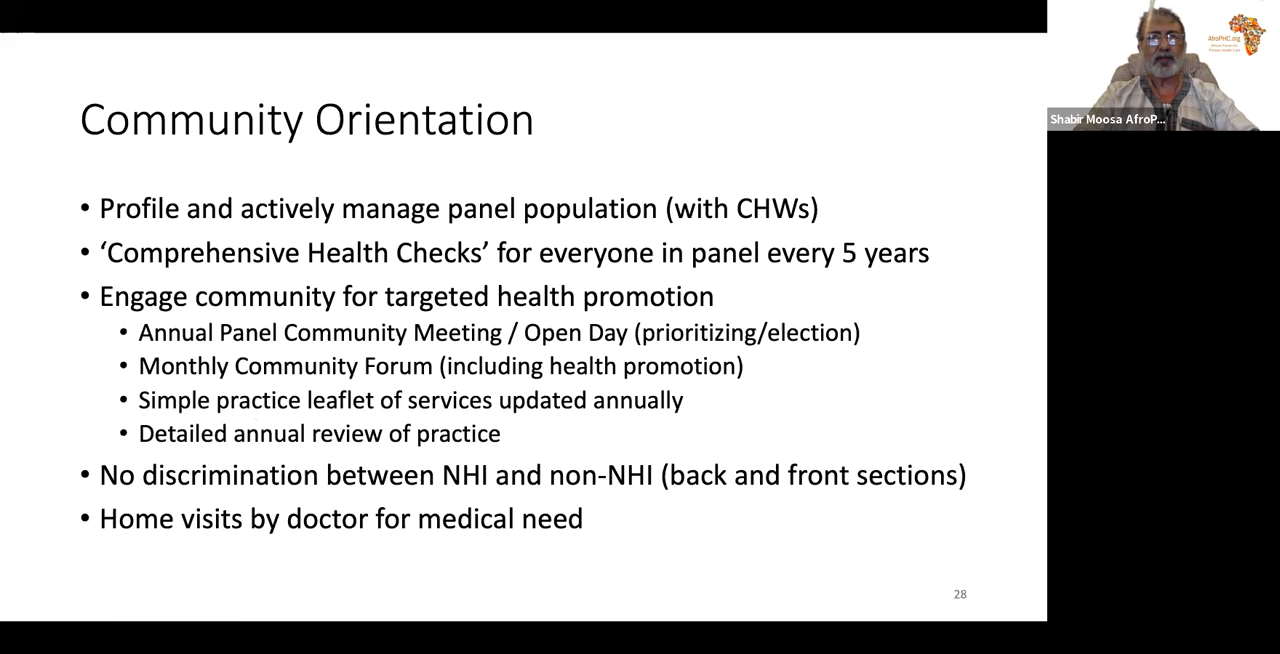 Community Orientation
• Profile and actively manage panel population (with CHWs)
• ‘Comprehensive Health Checks’ for everyone in panel every 5 years
• Engage community for targeted health promotion
• Annual Panel Community Meeting / Open Day (prioritizing/election)
• Monthly Community Forum (including health promotion)
• Simple practice leaflet of services updated annually
• Detailed annual review of practice
• No discrimination between NHI and non-NHI (back and front sections)
• Home visits by doctor for medical need
28
AfroPHC.org
Shabir Moosa AfroP...